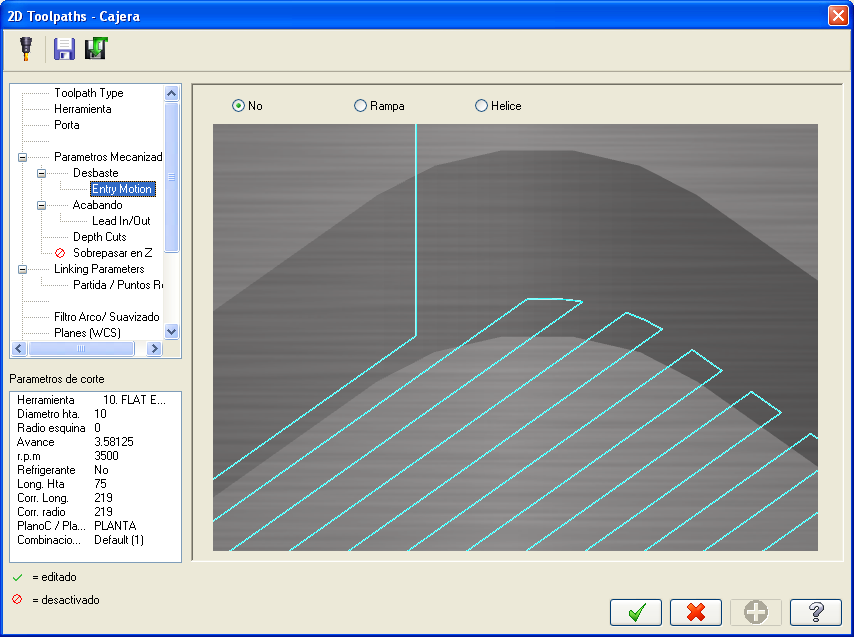 2D Toolpaths - Cajera
Toolpath Type
Herramienta
Porta
Parametros Mecanizad
Desbaste
Entry Motion
Acabando
Lead In/Out
Depth Cuts
Sobrepasar en Z
Linking Parameters
Partida / Puntos Re
Filtro Arco/ Suavizado
Planes (WCS)
No Rampa Helice
Parametros de corte
Herramienta 10. FLAT E...
Diametro hta. 10
Radio esquina 0
Avance 3.58125
r.p.m 3500
Refrigerante No
Long. Hta 75
Corr. Long. 219
Corr. radio 219
PlanoC / Pla... PLANTA
Combinacio... Default (1)
= editado
= desactivado